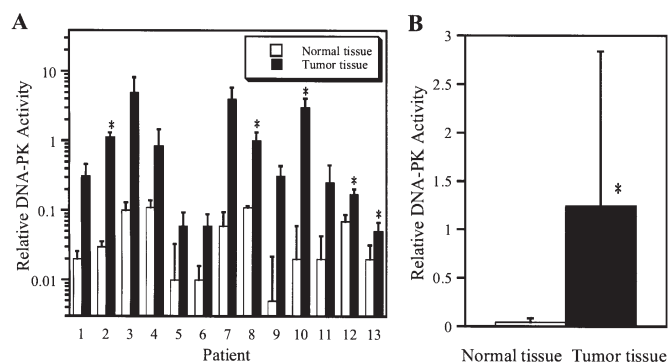 A
Relative DNA-PK Activity
10
1
0.1
0.01
Normal tissue
Tumor tissue
*
*
*
*
*
1 2 3 4 5 6 7 8 9 10 11 12 13
Patient
B
Relative DNA-PK Activity
3
2.5
2
1.5
1
0.5
0
*
Normal tissue Tumor tissue